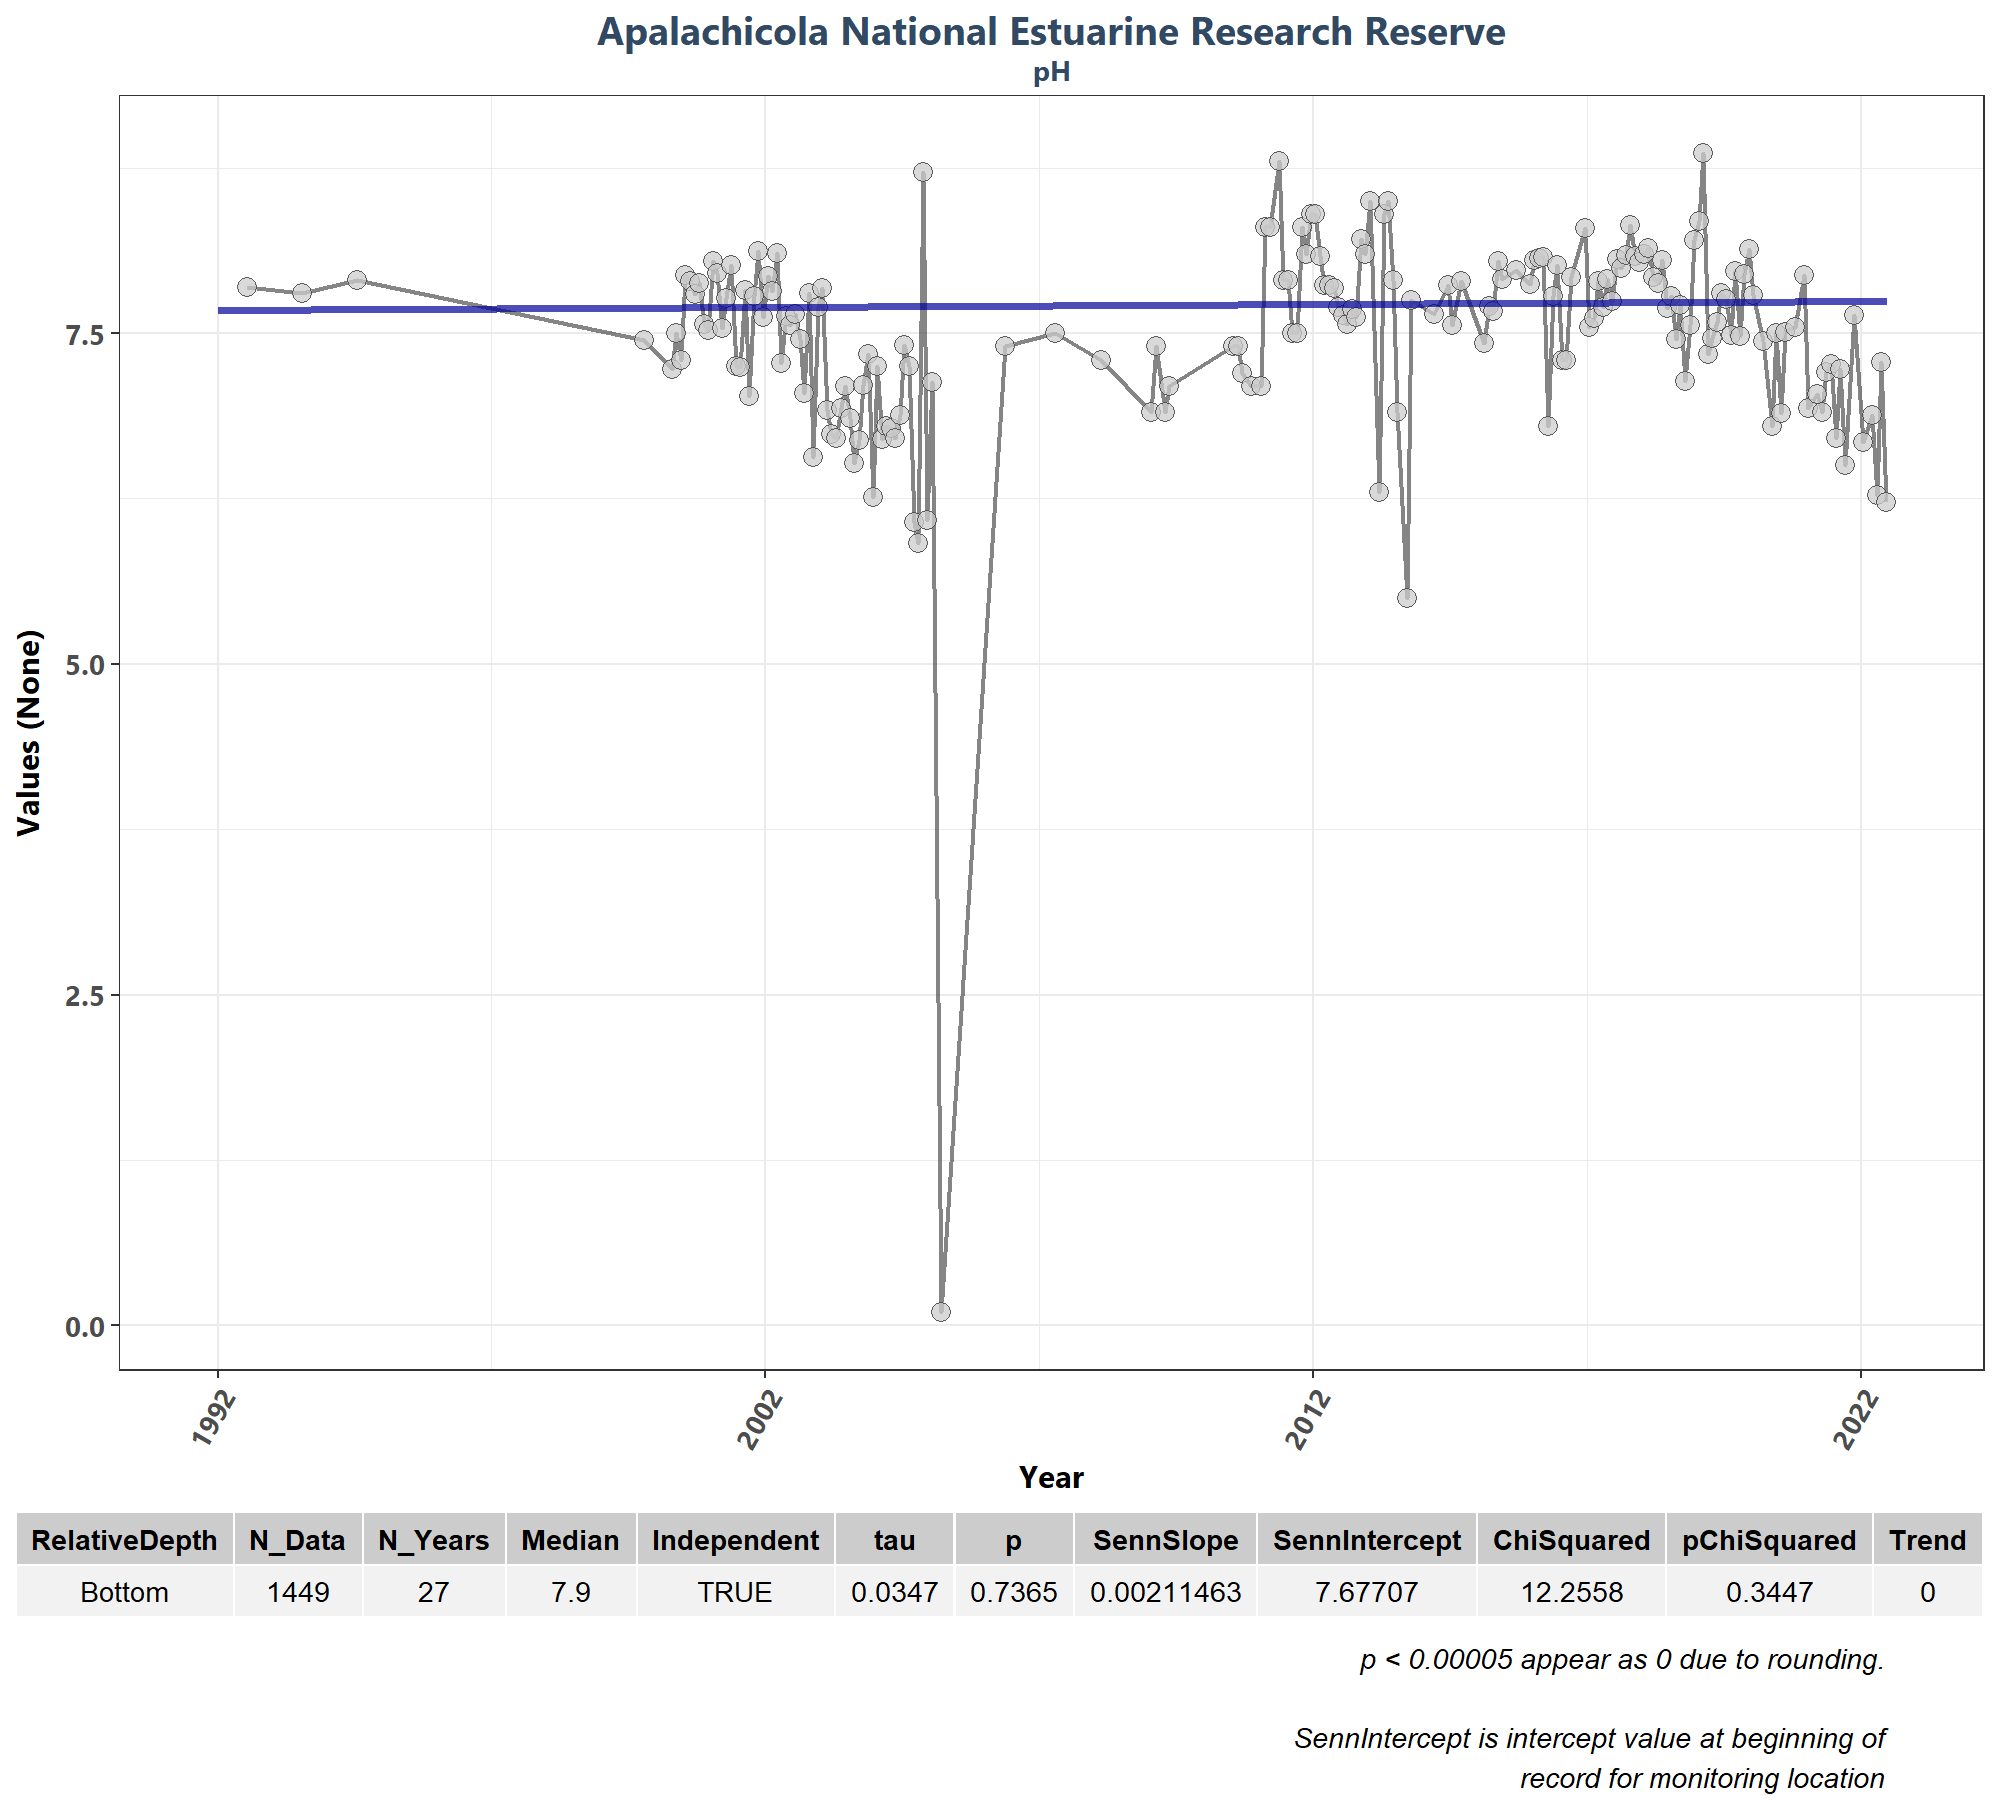 Apalachicola National Estuarine Research Reserve
pH
Values (None)
7.5
5.0
2.5
0.0
1992
2002
2012
2022
Year
RelativeDepth N_Data N_Years Median Independent tau p SennSlope SennIntercept ChiSquared pChiSquared Trend
Bottom 1449 27 7.9 TRUE 0.0347 0.7365 0.00211463 7.67707 12.2558 0.3447 0
p < 0.00005 appear as 0 due to rounding.
SennIntercept is intercept value at beginning of
record for monitoring location